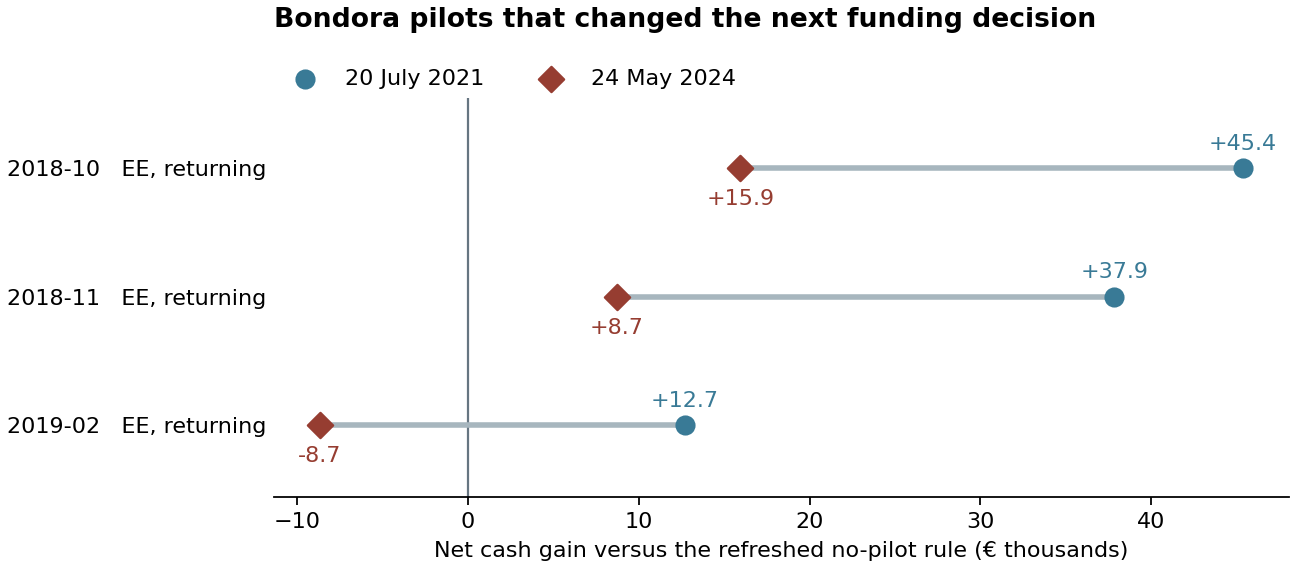 Bondora pilots that changed the next funding decision
20 July 2021 24 May 2024
+45.4
2018-10 EE, returning
+15.9
+37.9
2018-11 EE, returning
+8.7
+12.7
2019-02 EE, returning
-8.7
−10 0 10 20 30 40
Net cash gain versus the refreshed no-pilot rule (€ thousands)